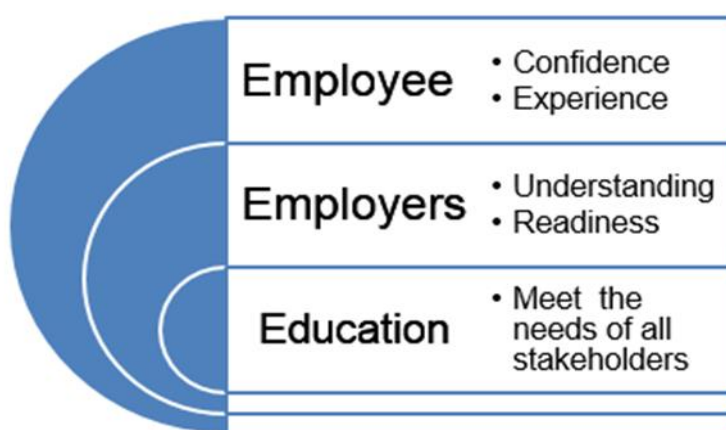 Employee
• Confidence
• Experience
Employers
• Understanding
• Readiness
Education
• Meet the
needs of all
stakeholders